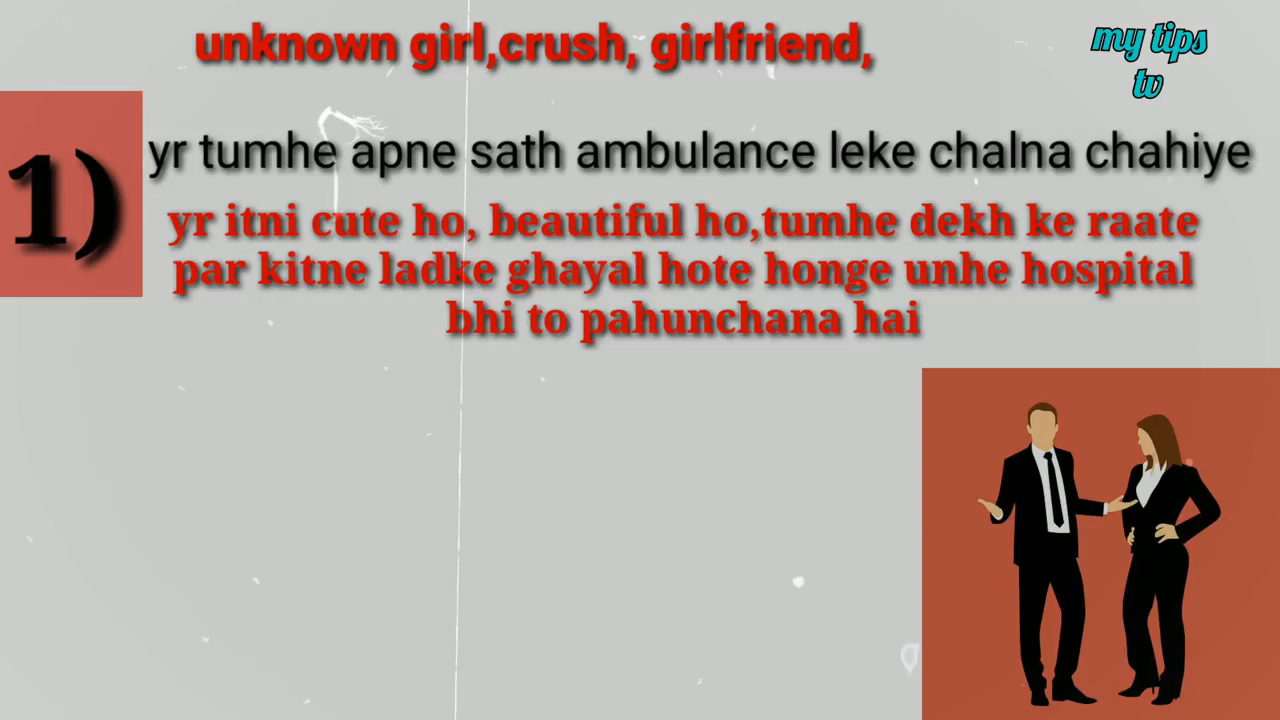 unknown girl,crush, girlfriend,
my tips
tv
1)
yr tumhe apne sath ambulance leke chalna chahiye
yr itni cute ho, beautiful ho,tumhe dekh ke raate
par kitne ladke ghayal hote honge unhe hospital
bhi to pahunchana hai